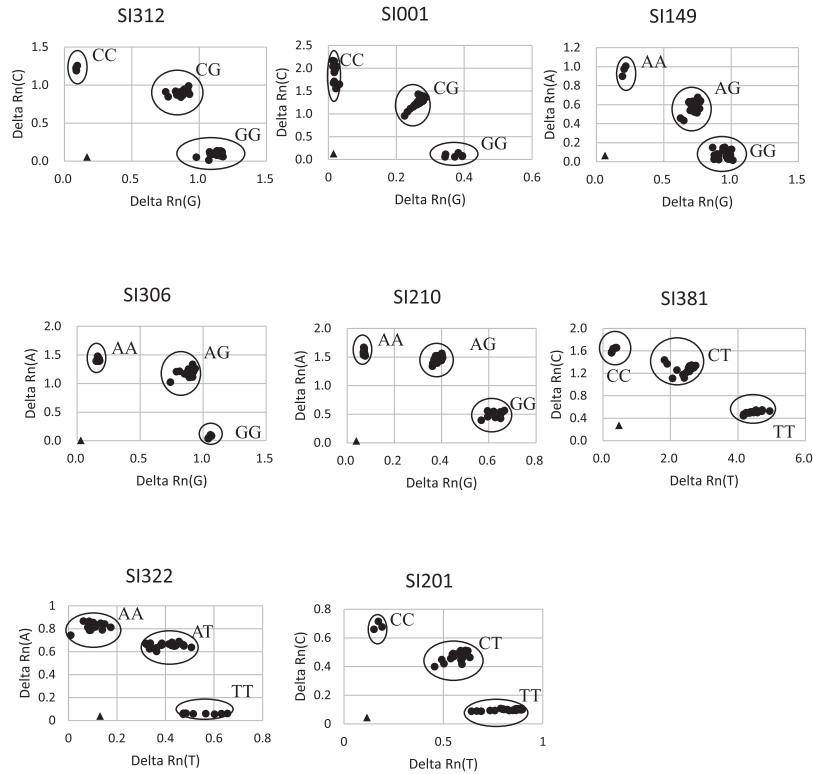 SI312
1.5
1.0
0.5
0.0
0.0 0.5 1.0 1.5
Delta Rn(C)
Delta Rn(G)
CC
CG
GG
SI001
2.5
2.0
1.5
1.0
0.5
0.0
0 0.2 0.4 0.6
Delta Rn(C)
Delta Rn(G)
CC
CG
GG
SI149
1.2
1.0
0.8
0.6
0.4
0.2
0.0
0.0 0.5 1.0 1.5
Delta Rn(A)
Delta Rn(G)
AA
AG
GG
SI306
2.0
1.5
1.0
0.5
0.0
0.0 0.5 1.0 1.5
Delta Rn(A)
Delta Rn(G)
AA
AG
GG
SI210
2.0
1.5
1.0
0.5
0.0
0.0 0.2 0.4 0.6 0.8
Delta Rn(A)
Delta Rn(G)
AA
AG
GG
SI381
2.0
1.6
1.2
0.8
0.4
0.0
0.0 2.0 4.0 6.0
Delta Rn(C)
Delta Rn(T)
CC
CT
TT
SI322
1
0.8
0.6
0.4
0.2
0
0 0.2 0.4 0.6 0.8
Delta Rn(A)
Delta Rn(T)
AA
AT
TT
SI201
0.8
0.6
0.4
0.2
0
0 0.5 1
Delta Rn(C)
Delta Rn(T)
CC
CT
TT